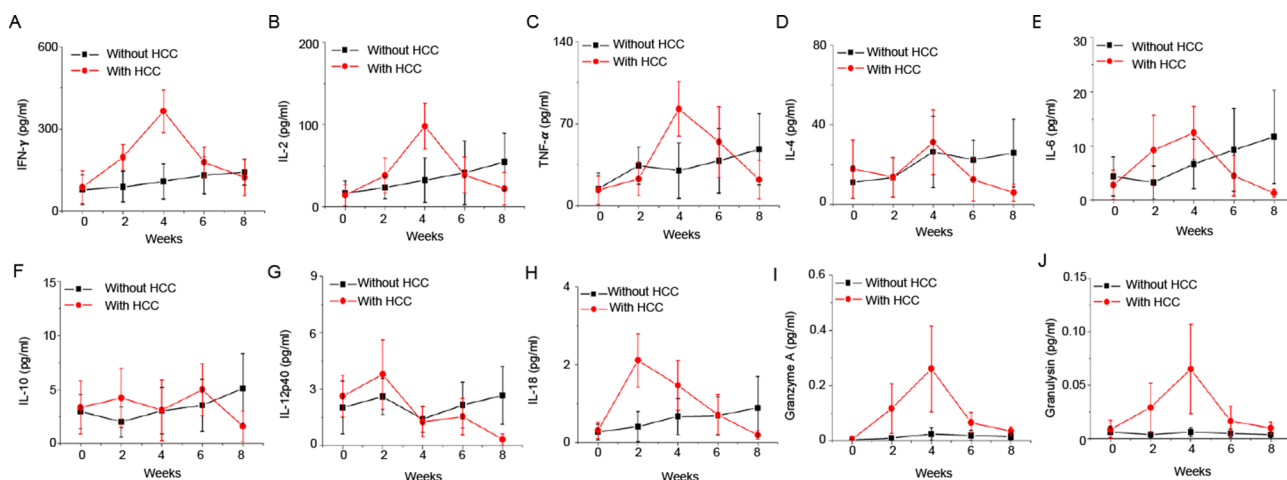 A
IFN-γ (pg/ml)
600
300
0
Without HCC
With HCC
0 2 4 6 8
Weeks
B
IL-2 (pg/ml)
200
100
0
Without HCC
With HCC
0 2 4 6 8
Weeks
C
TNF-α (pg/ml)
140
70
0
Without HCC
With HCC
0 2 4 6 8
Weeks
D
IL-4 (pg/ml)
80
40
0
Without HCC
With HCC
0 2 4 6 8
Weeks
E
IL-6 (pg/ml)
30
20
10
0
Without HCC
With HCC
0 2 4 6 8
Weeks
F
IL-10 (pg/ml)
15
10
5
0
Without HCC
With HCC
0 2 4 6 8
Weeks
G
IL-12p40 (pg/ml)
9
6
3
0
Without HCC
With HCC
0 2 4 6 8
Weeks
H
IL-18 (pg/ml)
4
2
0
Without HCC
With HCC
0 2 4 6 8
Weeks
I
Granzyme A (pg/ml)
0.6
0.4
0.2
0
Without HCC
With HCC
0 2 4 6 8
Weeks
J
Granulysin (pg/ml)
0.15
0.10
0.05
0
Without HCC
With HCC
0 2 4 6 8
Weeks